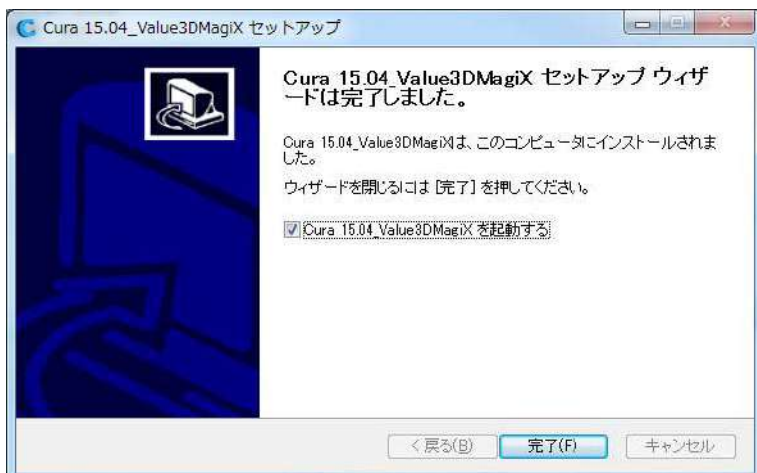 Cura 15.04_Value3DMagiX セットアップ
Cura 15.04_Value3DMagiX セットアップ ウィザ
ードは完了しました。
Cura 15.04_Value3DMagiXは、このコンピュータにインストールされま
した。
ウィザードを閉じるには [完了] を押してください。
Cura 15.04_Value3DMagiX を起動する
< 戻る(B)
完了(F)
キャンセル